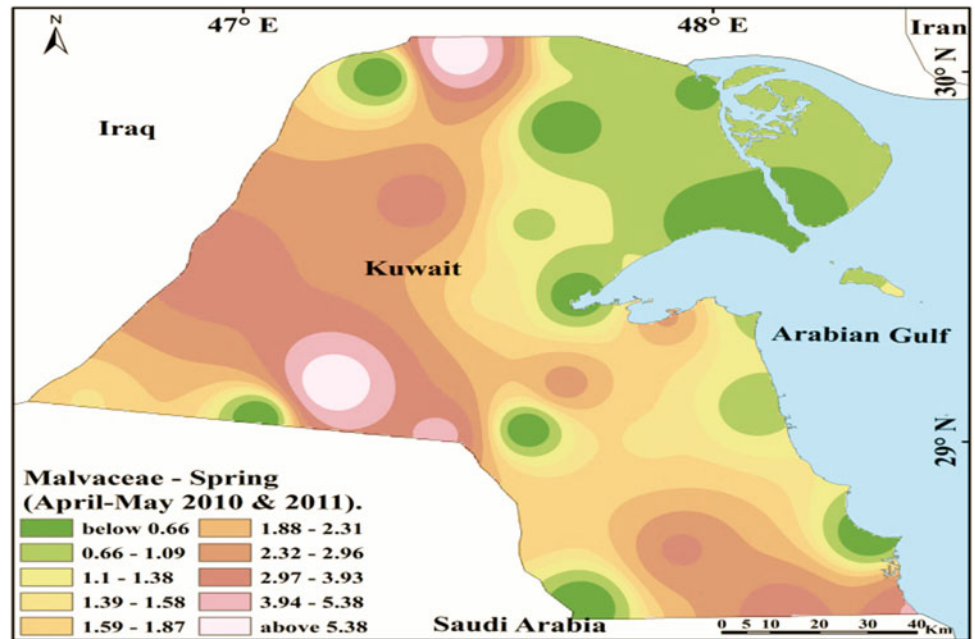 N
47° E
48° E
Iran
30° N
Iraq
Kuwait
Arabian Gulf
29° N
Malvaceae - Spring
(April-May 2010 & 2011).
below 0.66
1.88 - 2.31
0.66 - 1.09
2.32 - 2.96
1.1 - 1.38
2.97 - 3.93
1.39 - 1.58
3.94 - 5.38
1.59 - 1.87
above 5.38
Saudi Arabia
0 5 10 20 30 40
Km